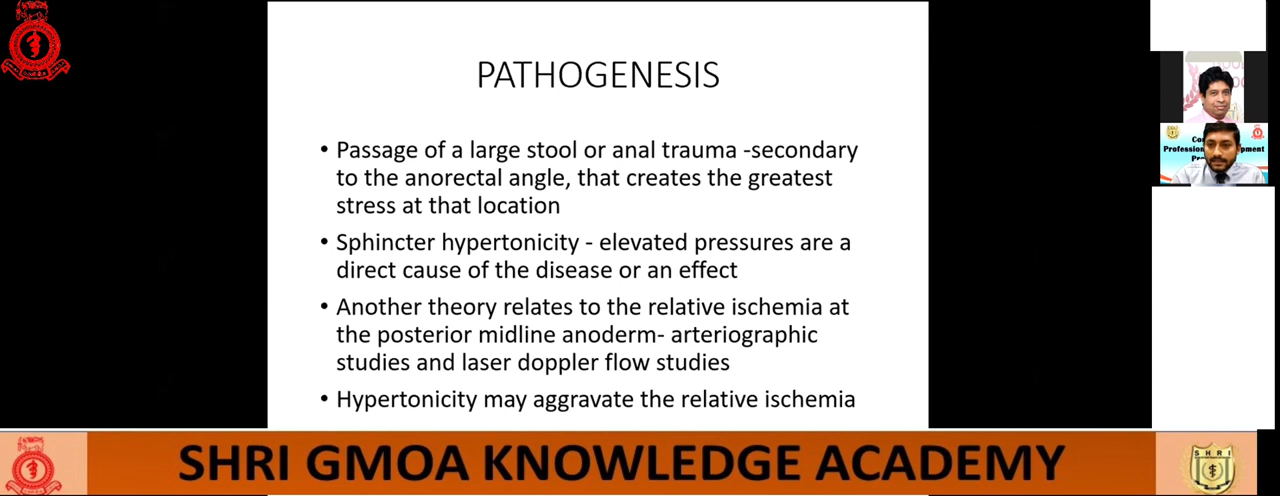 PATHOGENESIS
• Passage of a large stool or anal trauma -secondary
to the anorectal angle, that creates the greatest
stress at that location
• Sphincter hypertonicity - elevated pressures are a
direct cause of the disease or an effect
• Another theory relates to the relative ischemia at
the posterior midline anoderm- arteriographic
studies and laser doppler flow studies
• Hypertonicity may aggravate the relative ischemia
SHRI GMOA KNOWLEDGE ACADEMY
SHRI